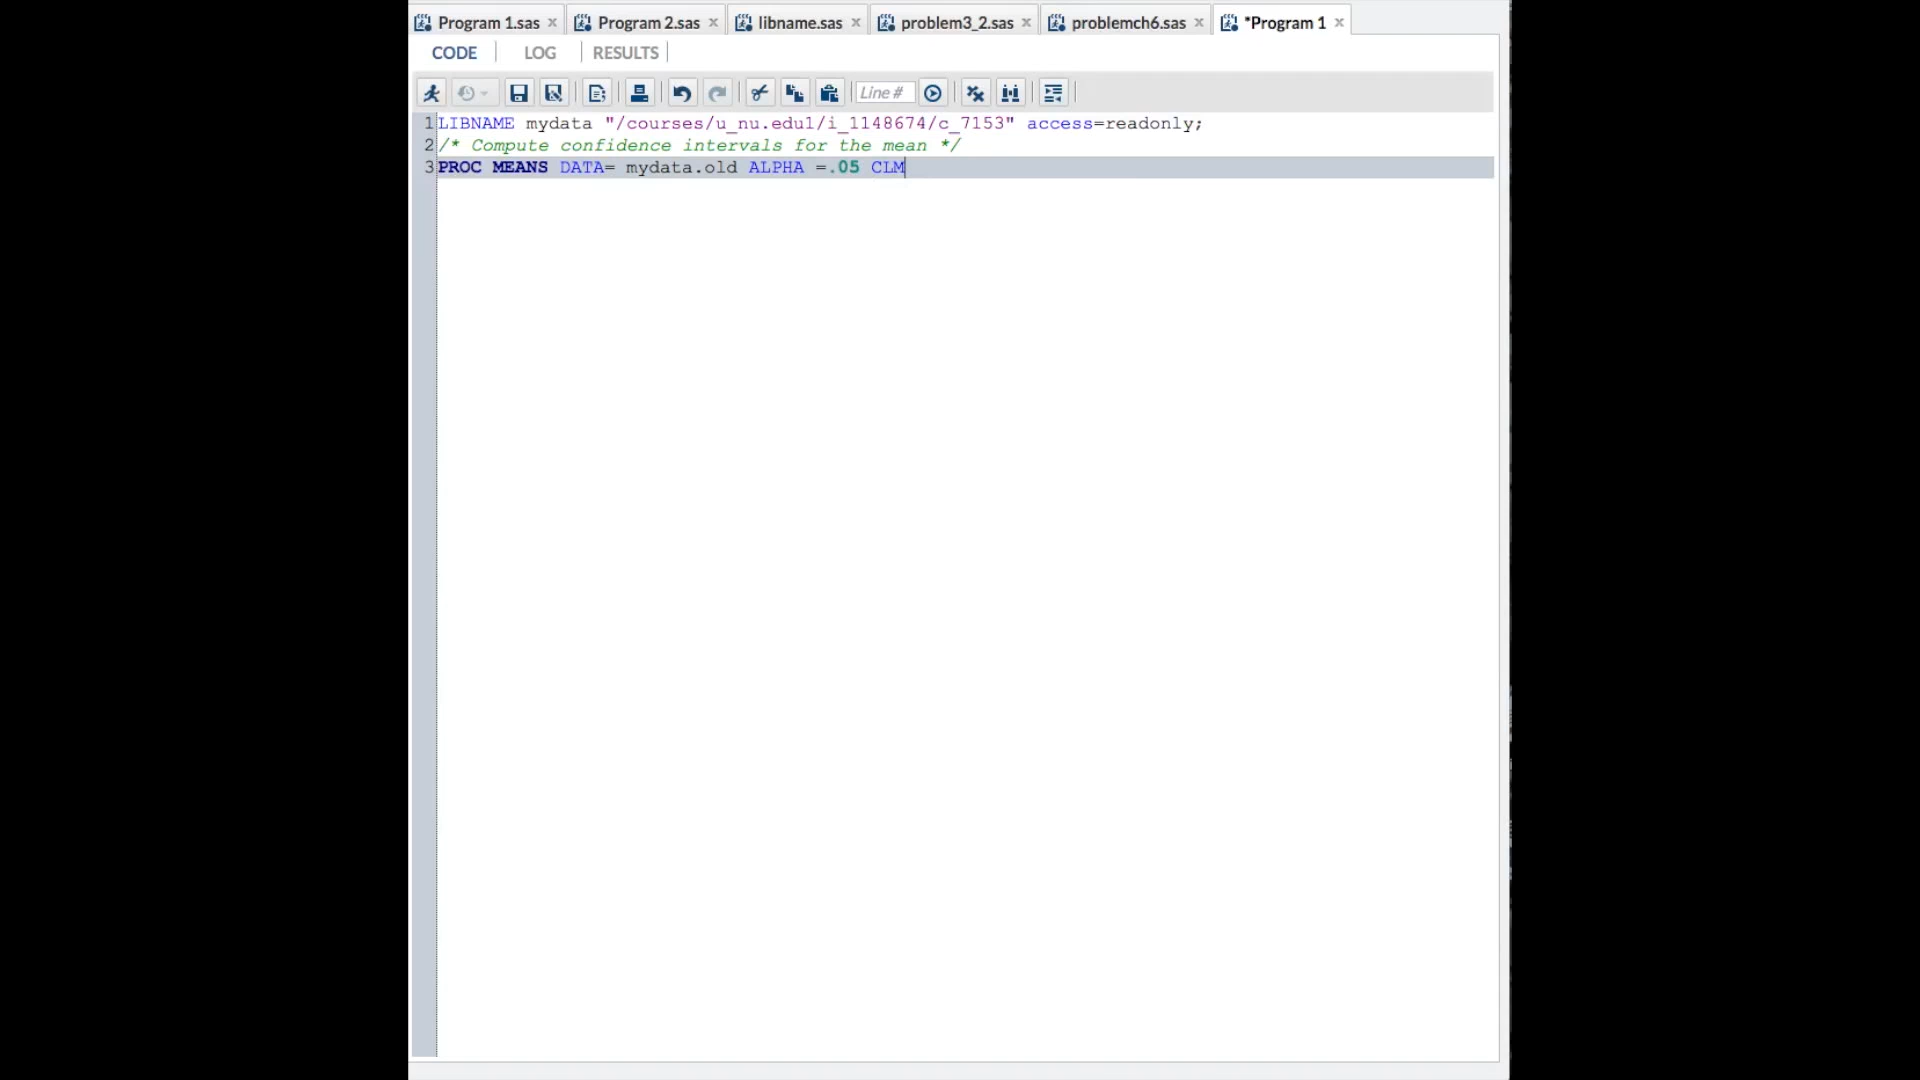 Program 1.sas × Program 2.sas × libname.sas × problem3_2.sas × problemch6.sas × *Program 1 ×
CODE LOG RESULTS
Line #
1 LIBNAME mydata "/courses/u_nu.edu1/i_1148674/c_7153" access=readonly;
2 /* Compute confidence intervals for the mean */
3 PROC MEANS DATA= mydata.old ALPHA =.05 CLM